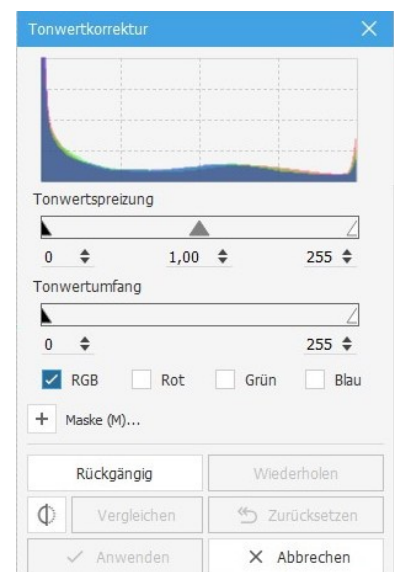 Tonwertkorrektur
Tonwertspreizung
0 1,00 255
Tonwertumfang
0 255
RGB Rot Grün Blau
Maske (M)...
Rückgängig Wiederholen
Vergleichen Zurücksetzen
Anwenden Abbrechen